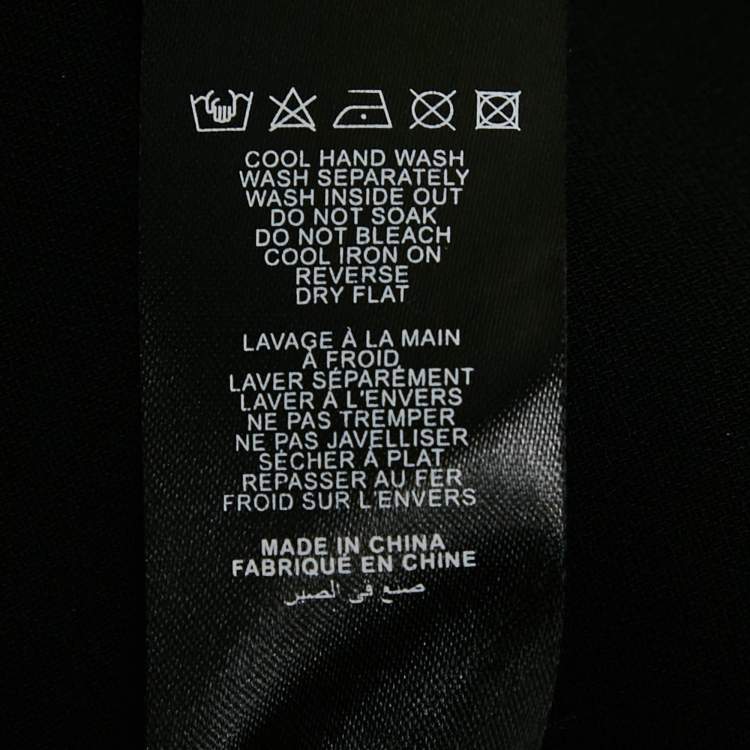 COOL HAND WASH
WASH SEPARATELY
WASH INSIDE OUT
DO NOT SOAK
DO NOT BLEACH
COOL IRON ON
REVERSE
DRY FLAT
LAVAGE À LA MAIN
À FROID
LAVER SÉPARÉMENT
LAVER À L'ENVERS
NE PAS TREMPER
NE PAS JAVELLISER
SÉCHER À PLAT
REPASSER AU FER
FROID SUR L'ENVERS
MADE IN CHINA
FABRIQUÉ EN CHINE
صنع في الصين